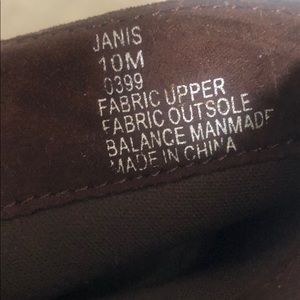 JANIS
10M
0399
FABRIC UPPER
FABRIC OUTSOLE
BALANCE MANMADE
MADE IN CHINA